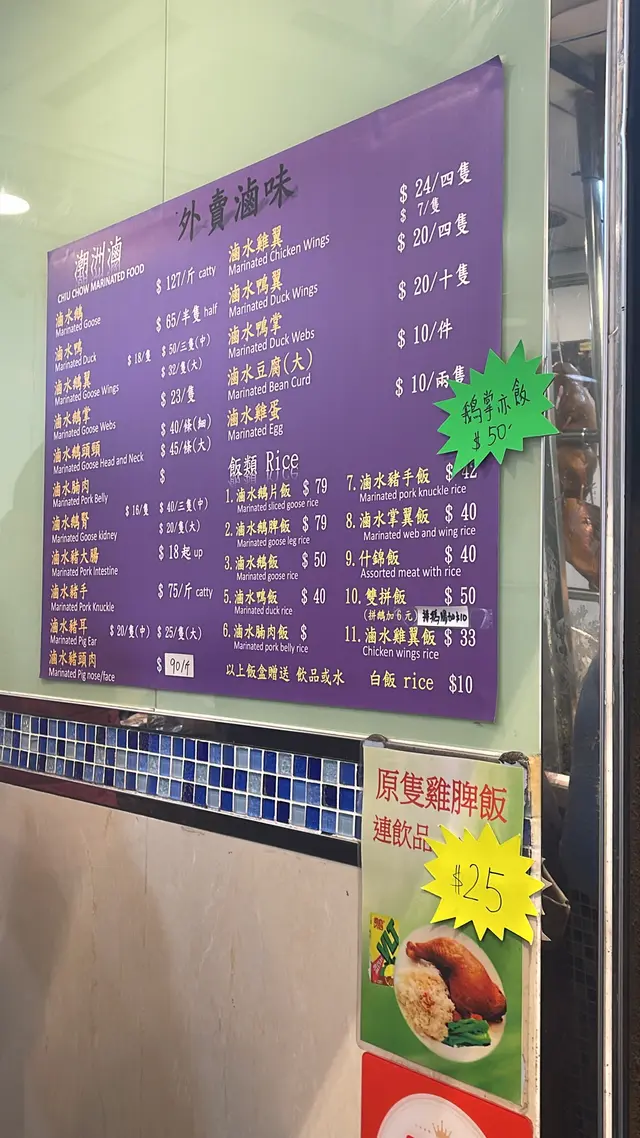 外賣滷味
潮洲滷
CHIU CHOW MARINATED FOOD
滷水鵝 $ 127/斤 catty
Marinated Goose
滷水鴨 $ 65/半隻 half
Marinated Duck
滷水鵝翼 $ 18/隻 $ 50/三隻(中)
Marinated Goose Wings $ 32/隻(大)
滷水鵝掌 $ 23/隻
Marinated Goose Webs
滷水鵝頭頸 $ 40/條(細)
Marinated Goose Head and Neck $ 45/條(大)
滷水腩肉 $
Marinated Pork Belly
滷水鵝腎 $ 16/隻 $ 40/三隻(中)
Marinated Goose kidney $ 20/隻(大)
滷水豬大腸 $ 18起 up
Marinated Pork Intestine
滷水豬手 $ 75/斤 catty
Marinated Pork Knuckle
滷水豬耳 $ 20/隻(中) $ 25/隻(大)
Marinated Pig Ear
滷水豬頭肉 $ 90/斤
Marinated Pig nose/face
滷水雞翼 $ 24/四隻
Marinated Chicken Wings $ 7/隻
滷水鴨翼 $ 20/四隻
Marinated Duck Wings
滷水鴨掌 $ 20/十隻
Marinated Duck Webs
滷水豆腐(大) $ 10/件
Marinated Bean Curd
滷水雞蛋 $ 10/兩隻
Marinated Egg
鵝掌亦飯
$50-
飯類 Rice
1. 滷水鵝片飯 $ 79
Marinated sliced goose rice
2. 滷水鵝脾飯 $ 79
Marinated goose leg rice
3. 滷水鵝飯 $ 50
Marinated goose rice
5. 滷水鴨飯 $ 40
Marinated duck rice
6. 滷水腩肉飯 $
Marinated pork belly rice
7. 滷水豬手飯 $ 42
Marinated pork knuckle rice
8. 滷水掌翼飯 $ 40
Marinated web and wing rice
9. 什錦飯 $ 40
Assorted meat with rice
10. 雙拼飯 $ 50
(拼鵝加6元)
11. 滷水雞翼飯 $ 33
Chicken wings rice
以上飯盒贈送 飲品或水 白飯 rice $10
原隻雞脾飯
連飲品
$25